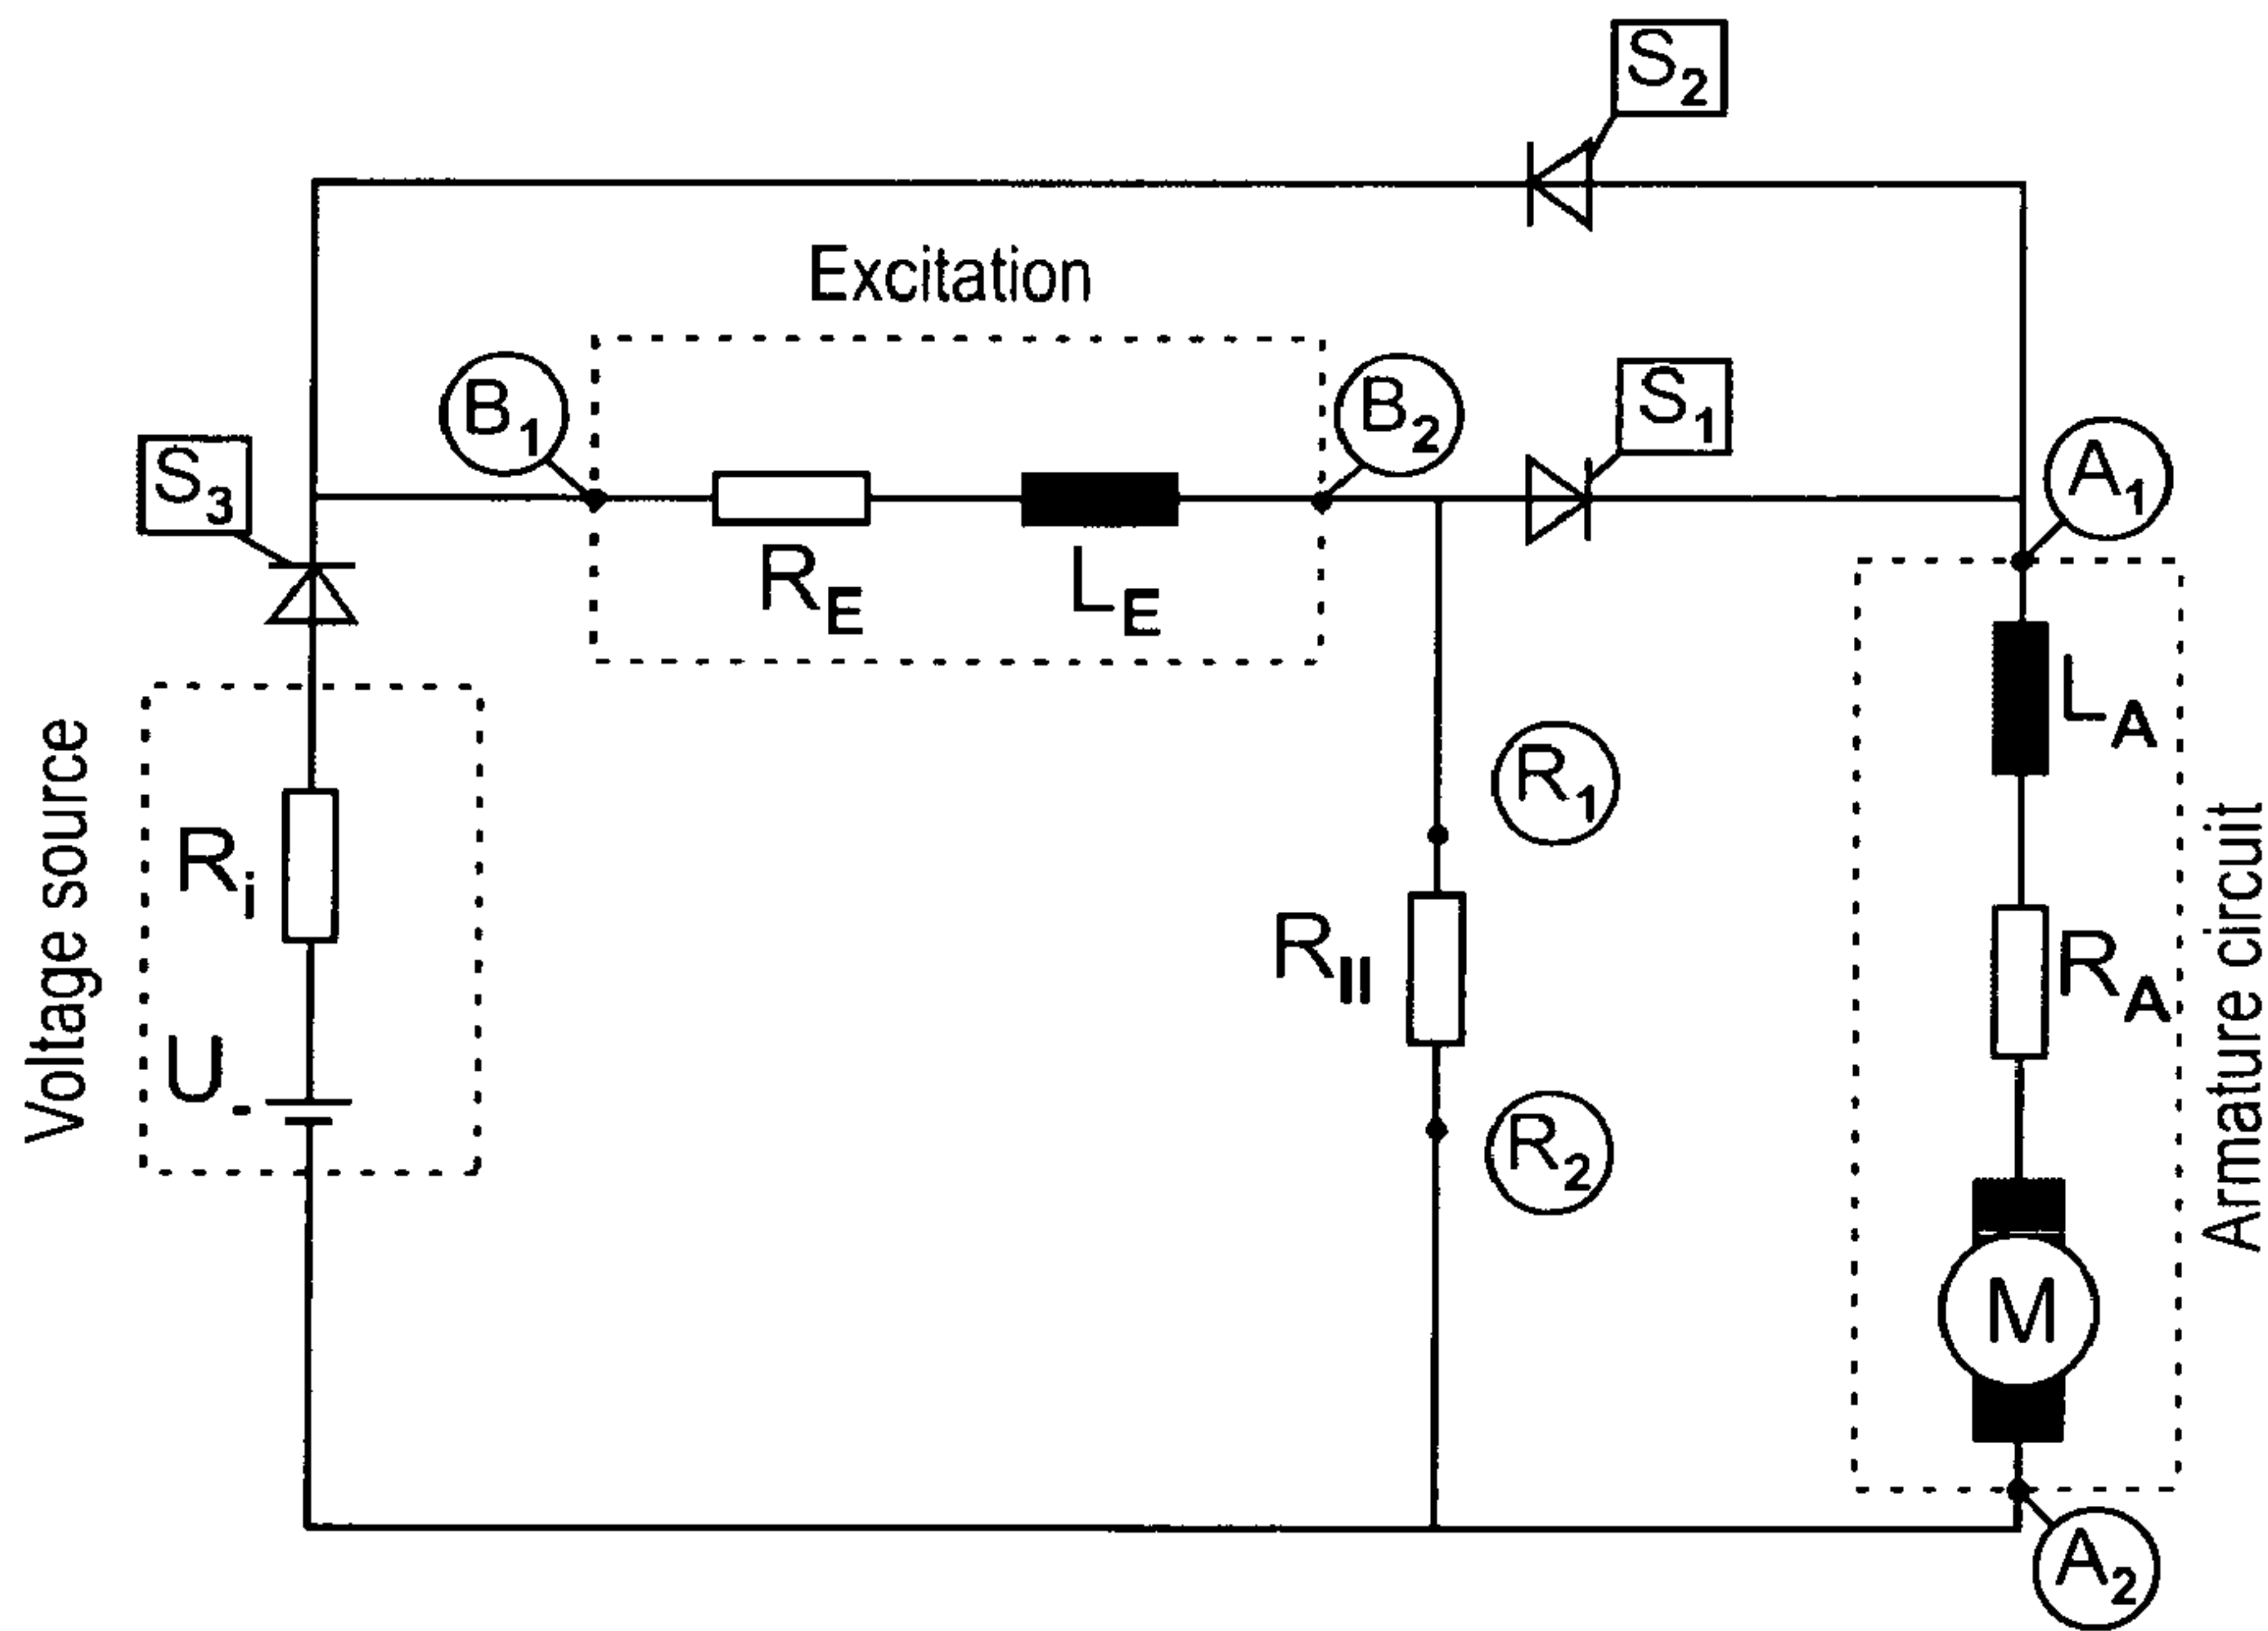 S2
Excitation
B1
B2
S1
A1
S3
RE
LE
LA
Voltage source
Ri
R1
RII
RA
Armature circuit
U-
R2
M
A2